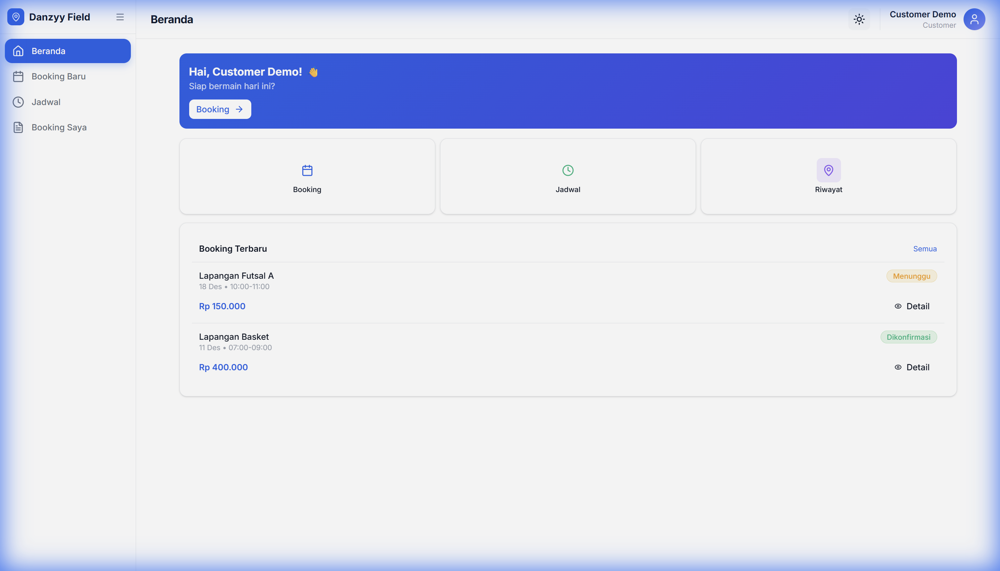 Danzyy Field
Beranda
Booking Baru
Jadwal
Booking Saya
Beranda
Customer Demo
Customer
Hai, Customer Demo! 👋
Siap bermain hari ini?
Booking →
Booking
Jadwal
Riwayat
Booking Terbaru
Semua
Lapangan Futsal A
Menunggu
18 Des • 10:00-11:00
Rp 150.000
Detail
Lapangan Basket
Dikonfirmasi
11 Des • 07:00-09:00
Rp 400.000
Detail